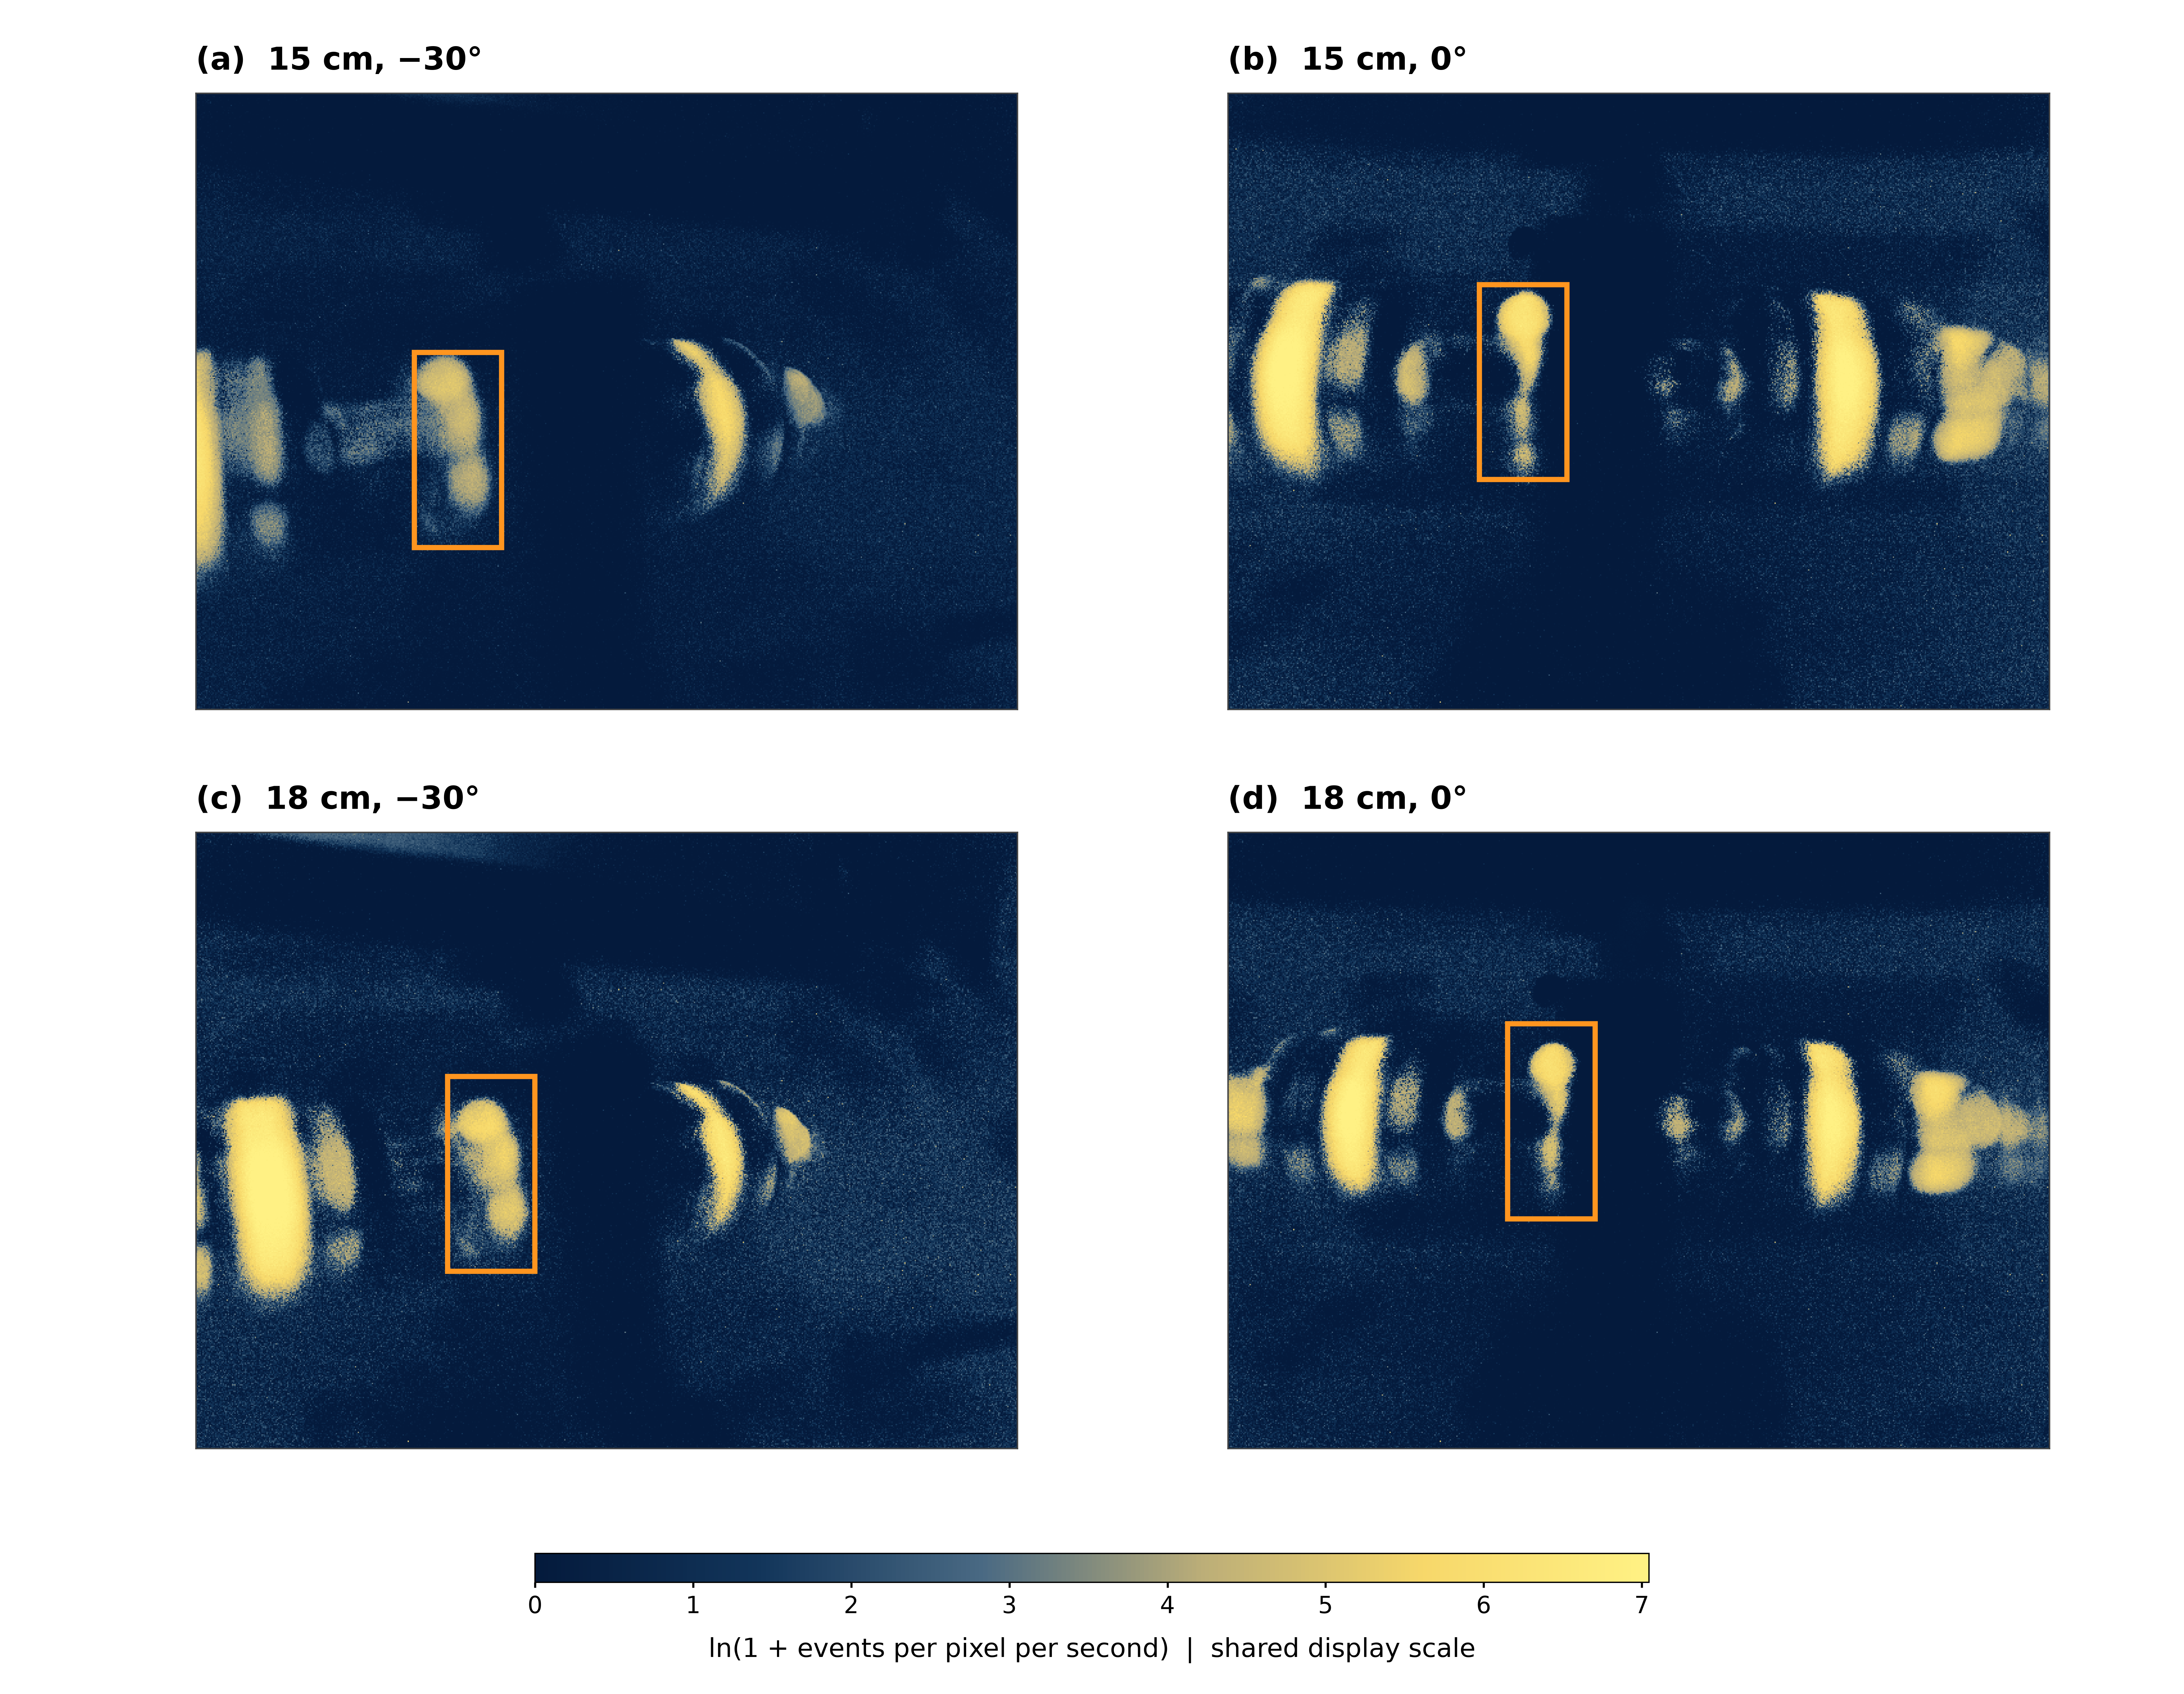 (a) 15 cm, −30°
(b) 15 cm, 0°
(c) 18 cm, −30°
(d) 18 cm, 0°
0 1 2 3 4 5 6 7
ln(1 + events per pixel per second) | shared display scale